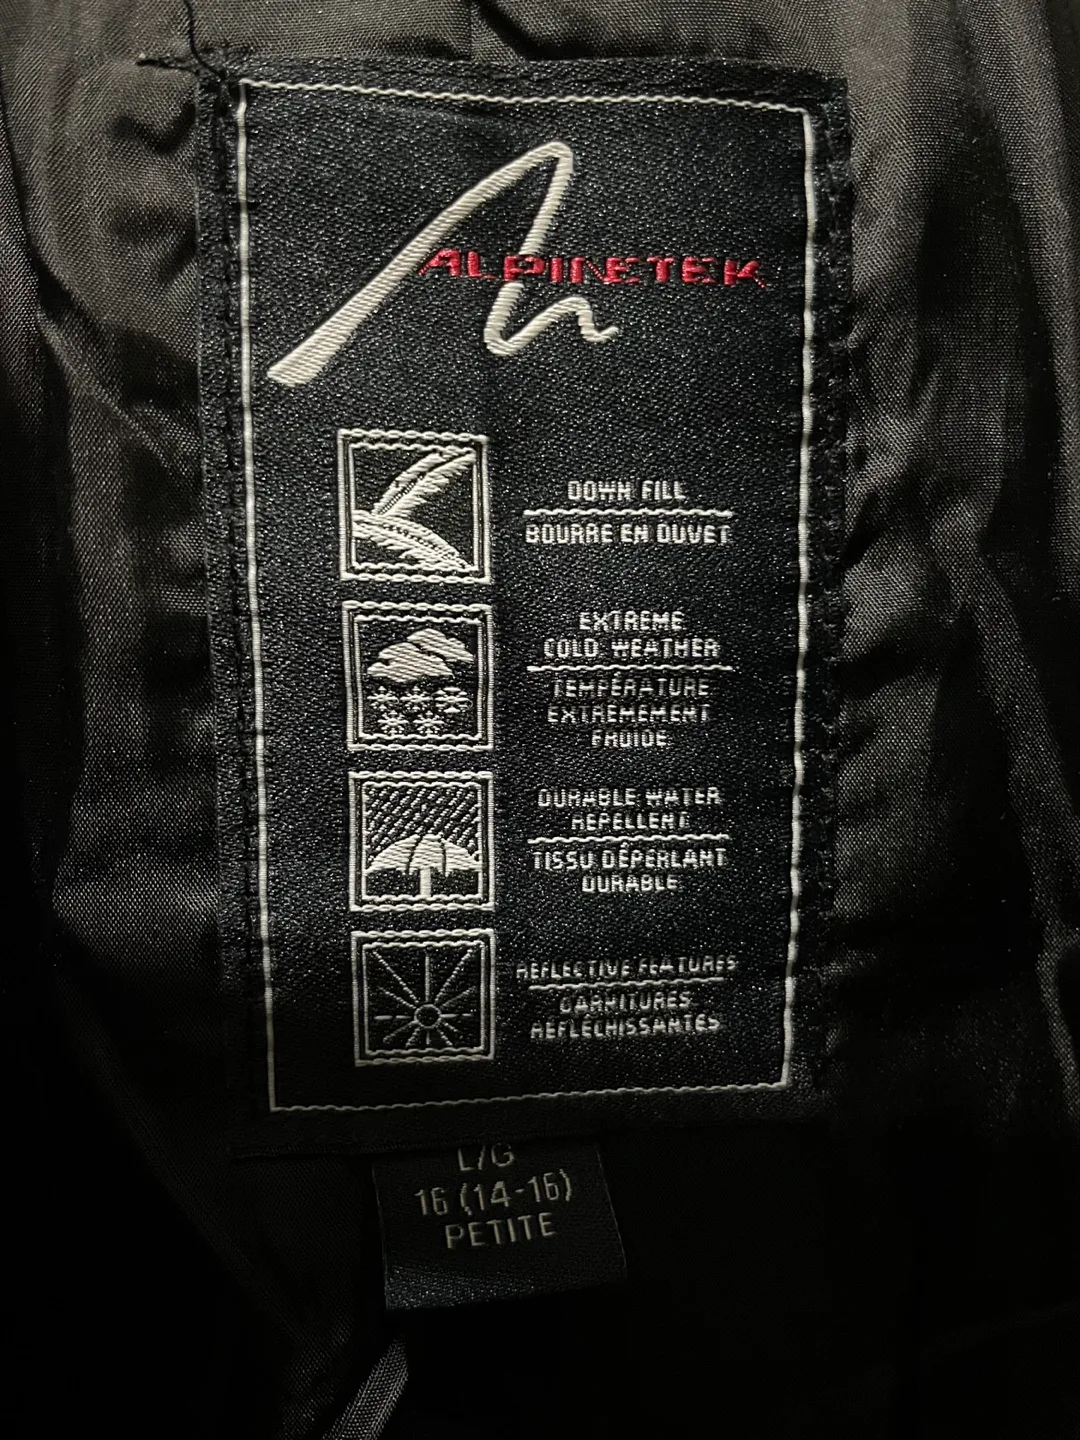 ALPINETEK
DOWN FILL
BOURRE EN DUVET
EXTREME
COLD WEATHER
TEMPÉRATURE
EXTRÊMEMENT
FROIDE
DURABLE WATER
REPELLENT
TISSU DÉPERLANT
DURABLE
REFLECTIVE FEATURES
GARNITURES
RÉFLÉCHISSANTES
L/G
16 (14-16)
PETITE